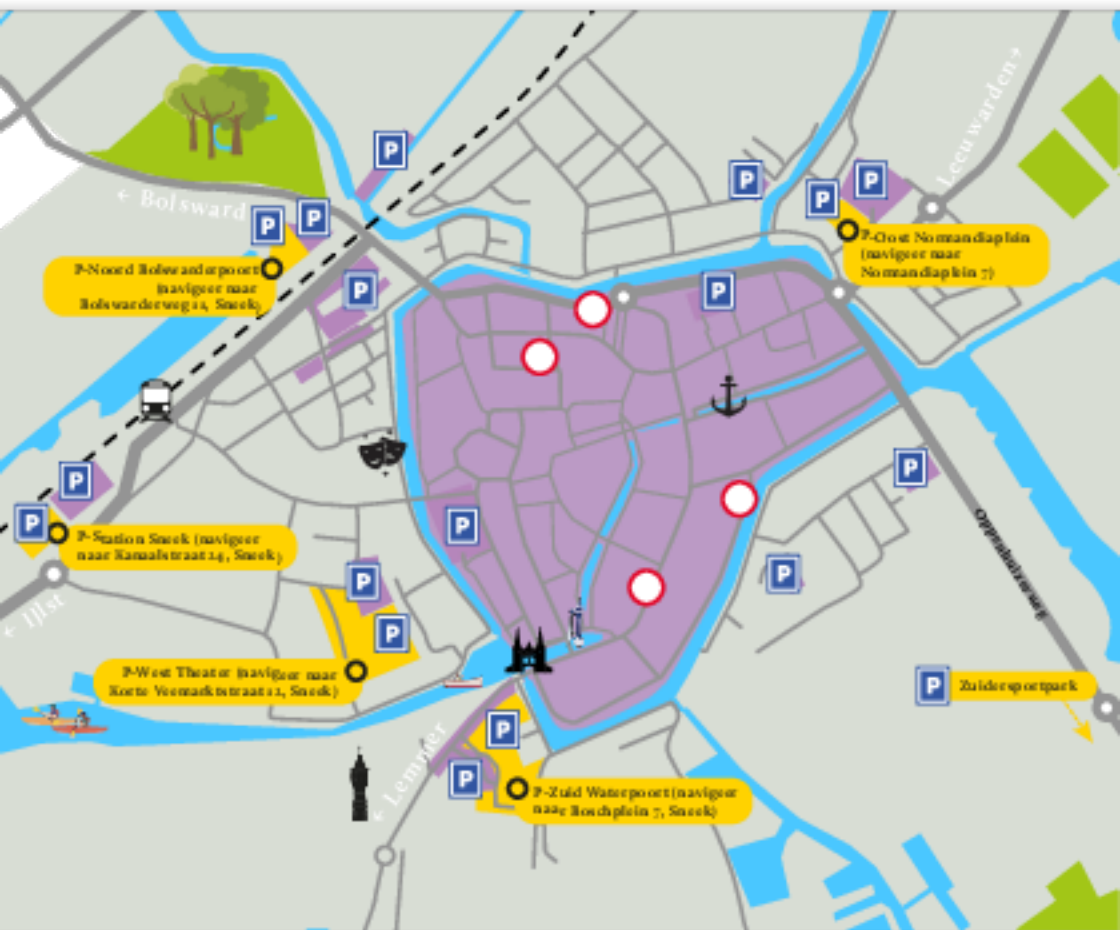 P
Leeuwarden →
P
P
P
← Bolsward
P
P
P-Oost Normandiaplein
(navigeer naar
Normandiaplein 7)
P-Noord Bolswarderpoort
(navigeer naar
Bolswarderweg 11, Sneek)
P
P
P
P
P
P
P-Station Sneek (navigeer
naar Kanaalstraat 14, Sneek)
P
Oppenhuizerweg
P
P
← IJlst
P
P-West Theater (navigeer naar
Korte Veemarktstraat 12, Sneek)
P
Zuidersportpark
← Lemmer
P
P
P-Zuid Waterpoort (navigeer
naar Boschplein 7, Sneek)